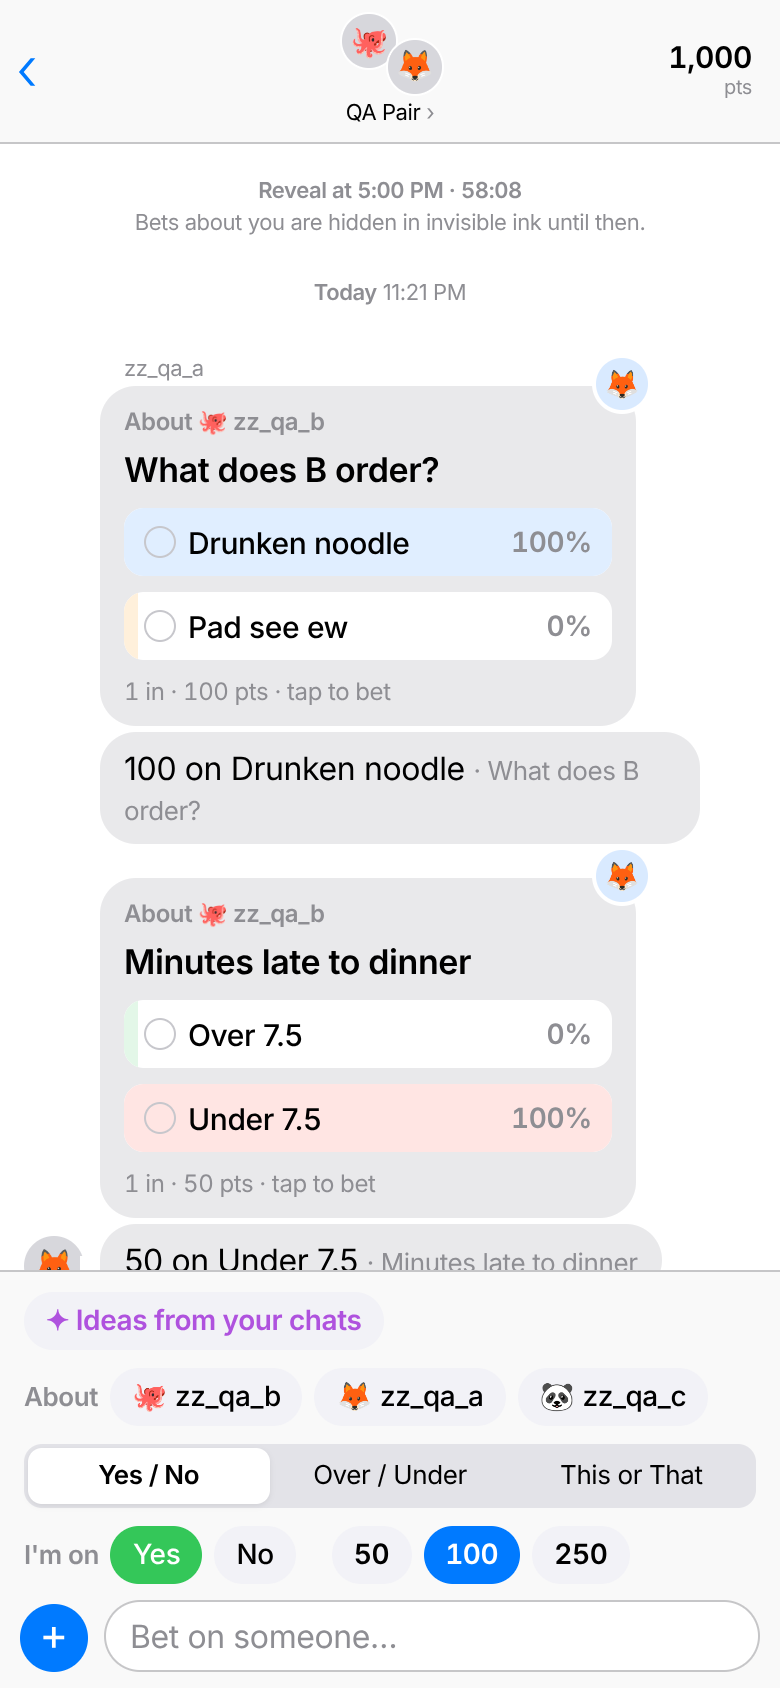 1,000
pts
QA Pair ›
Reveal at 5:00 PM · 58:08
Bets about you are hidden in invisible ink until then.
Today 11:21 PM
zz_qa_a
About 🐙 zz_qa_b
What does B order?
Drunken noodle 100%
Pad see ew 0%
1 in · 100 pts · tap to bet
100 on Drunken noodle · What does B
order?
About 🐙 zz_qa_b
Minutes late to dinner
Over 7.5 0%
Under 7.5 100%
1 in · 50 pts · tap to bet
50 on Under 7.5 · Minutes late to dinner
✦ Ideas from your chats
About 🐙 zz_qa_b 🦊 zz_qa_a 🐼 zz_qa_c
Yes / No Over / Under This or That
I'm on Yes No 50 100 250
+ Bet on someone...